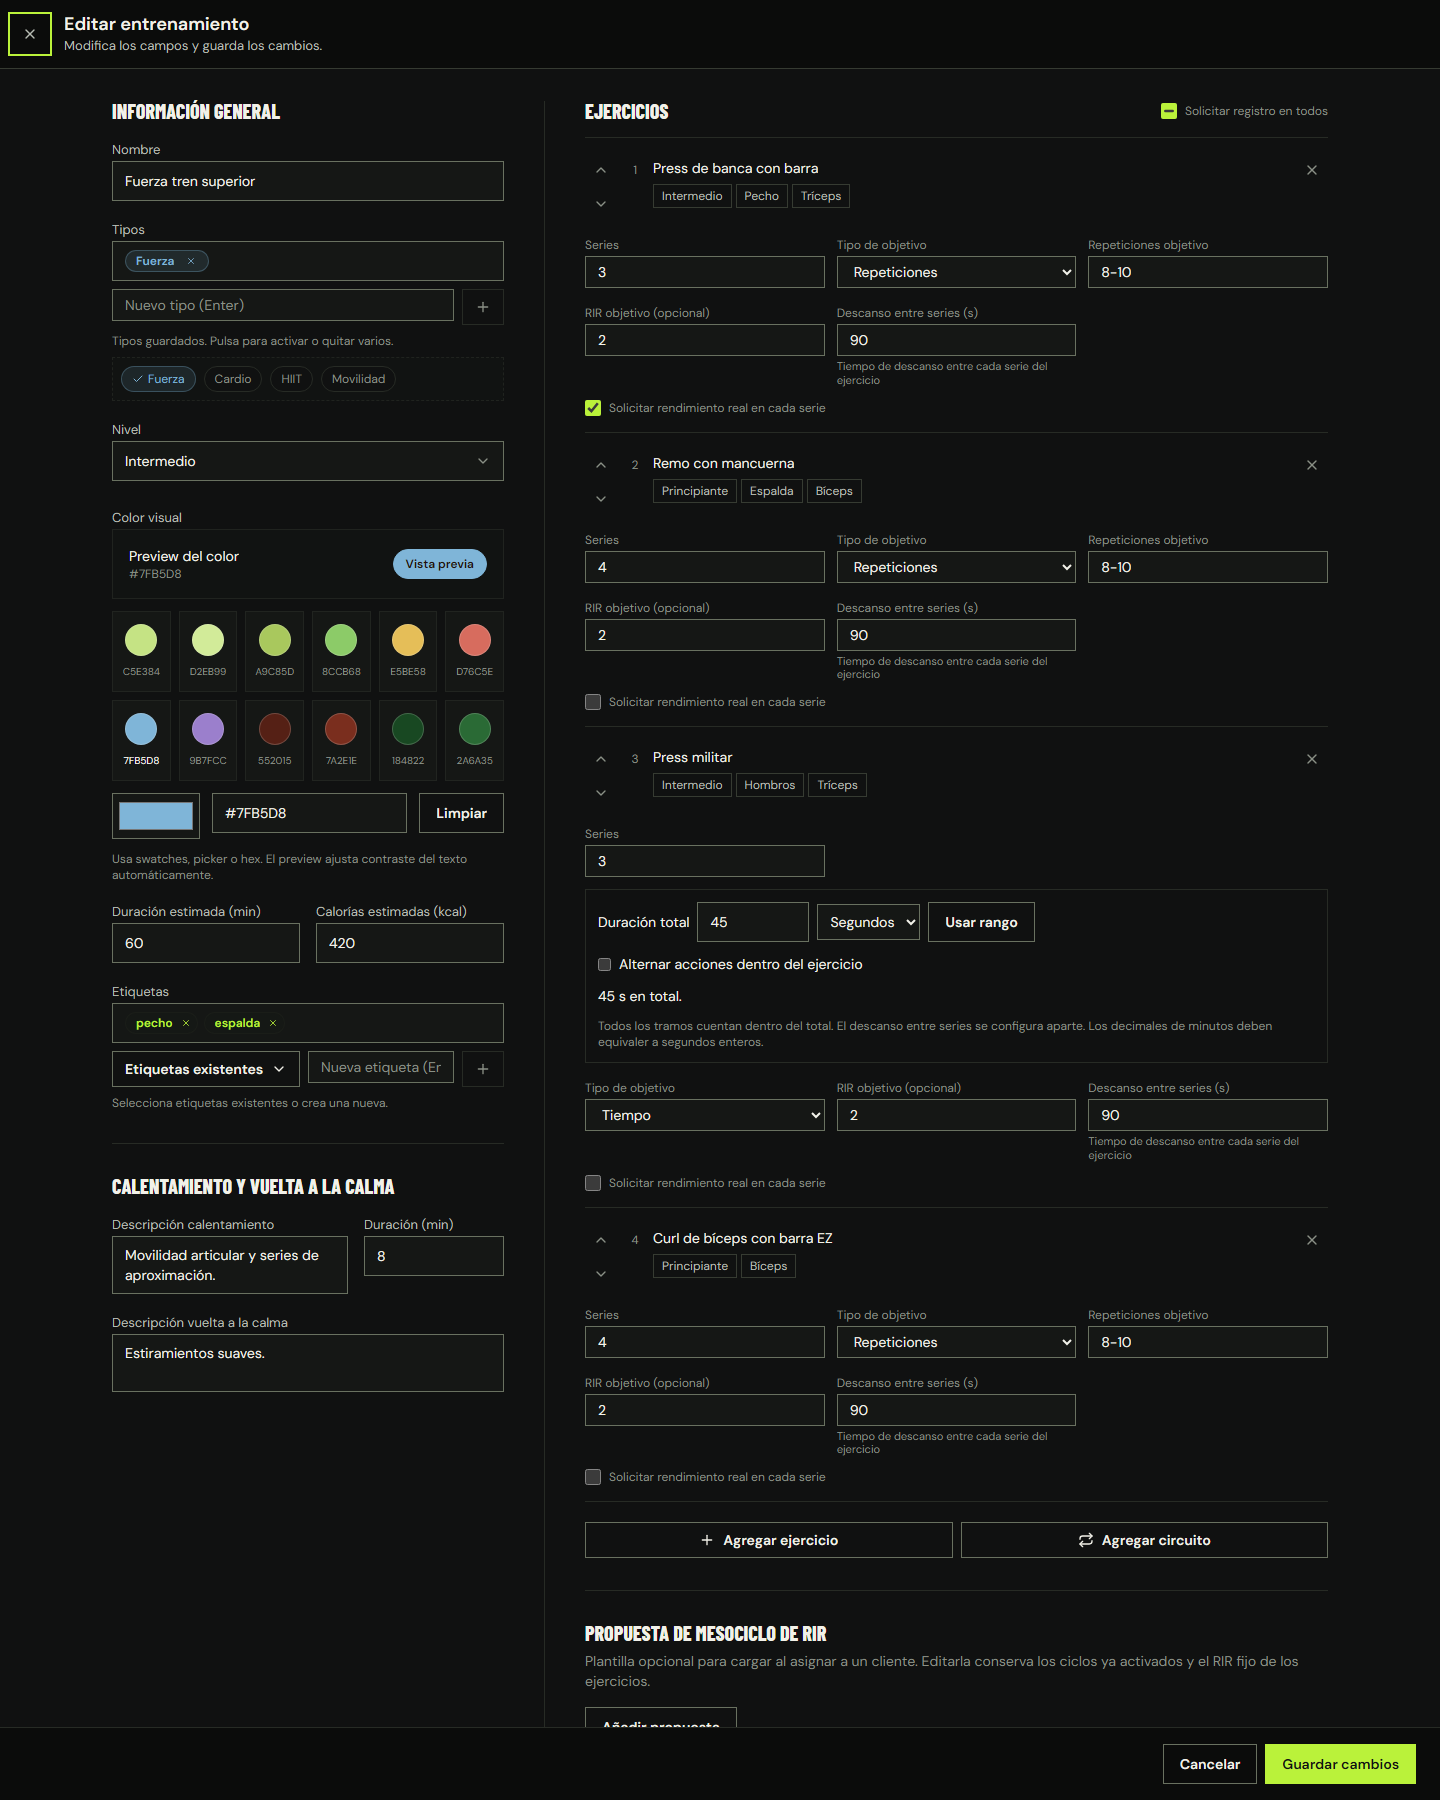 Editar entrenamiento
Modifica los campos y guarda los cambios.
INFORMACIÓN GENERAL
Nombre
Fuerza tren superior
Tipos
Fuerza
Nuevo tipo (Enter)
Tipos guardados. Pulsa para activar o quitar varios.
Fuerza Cardio HIIT Movilidad
Nivel
Intermedio
Color visual
Preview del color
#7FB5D8
Vista previa
C5E384 D2EB99 A9C85D 8CCB68 E5BE58 D76C5E
7FB5D8 9B7FCC 552015 7A2E1E 184822 2A6A35
#7FB5D8 Limpiar
Usa swatches, picker o hex. El preview ajusta contraste del texto
automáticamente.
Duración estimada (min) Calorías estimadas (kcal)
60 420
Etiquetas
pecho espalda
Etiquetas existentes Nueva etiqueta (Er
Selecciona etiquetas existentes o crea una nueva.
CALENTAMIENTO Y VUELTA A LA CALMA
Descripción calentamiento Duración (min)
Movilidad articular y series de
aproximación.
8
Descripción vuelta a la calma
Estiramientos suaves.
EJERCICIOS
Solicitar registro en todos
1 Press de banca con barra
Intermedio Pecho Tríceps
Series Tipo de objetivo Repeticiones objetivo
3 Repeticiones 8-10
RIR objetivo (opcional) Descanso entre series (s)
2 90
Tiempo de descanso entre cada serie del
ejercicio
Solicitar rendimiento real en cada serie
2 Remo con mancuerna
Principiante Espalda Bíceps
Series Tipo de objetivo Repeticiones objetivo
4 Repeticiones 8-10
RIR objetivo (opcional) Descanso entre series (s)
2 90
Tiempo de descanso entre cada serie del
ejercicio
Solicitar rendimiento real en cada serie
3 Press militar
Intermedio Hombros Tríceps
Series
3
Duración total 45 Segundos Usar rango
Alternar acciones dentro del ejercicio
45 s en total.
Todos los tramos cuentan dentro del total. El descanso entre series se configura aparte. Los decimales de minutos deben
equivaler a segundos enteros.
Tipo de objetivo RIR objetivo (opcional) Descanso entre series (s)
Tiempo 2 90
Tiempo de descanso entre cada serie del
ejercicio
Solicitar rendimiento real en cada serie
4 Curl de bíceps con barra EZ
Principiante Bíceps
Series Tipo de objetivo Repeticiones objetivo
4 Repeticiones 8-10
RIR objetivo (opcional) Descanso entre series (s)
2 90
Tiempo de descanso entre cada serie del
ejercicio
Solicitar rendimiento real en cada serie
Agregar ejercicio Agregar circuito
PROPUESTA DE MESOCICLO DE RIR
Plantilla opcional para cargar al asignar a un cliente. Editarla conserva los ciclos ya activados y el RIR fijo de los
ejercicios.
Añadir propuesta
Cancelar Guardar cambios